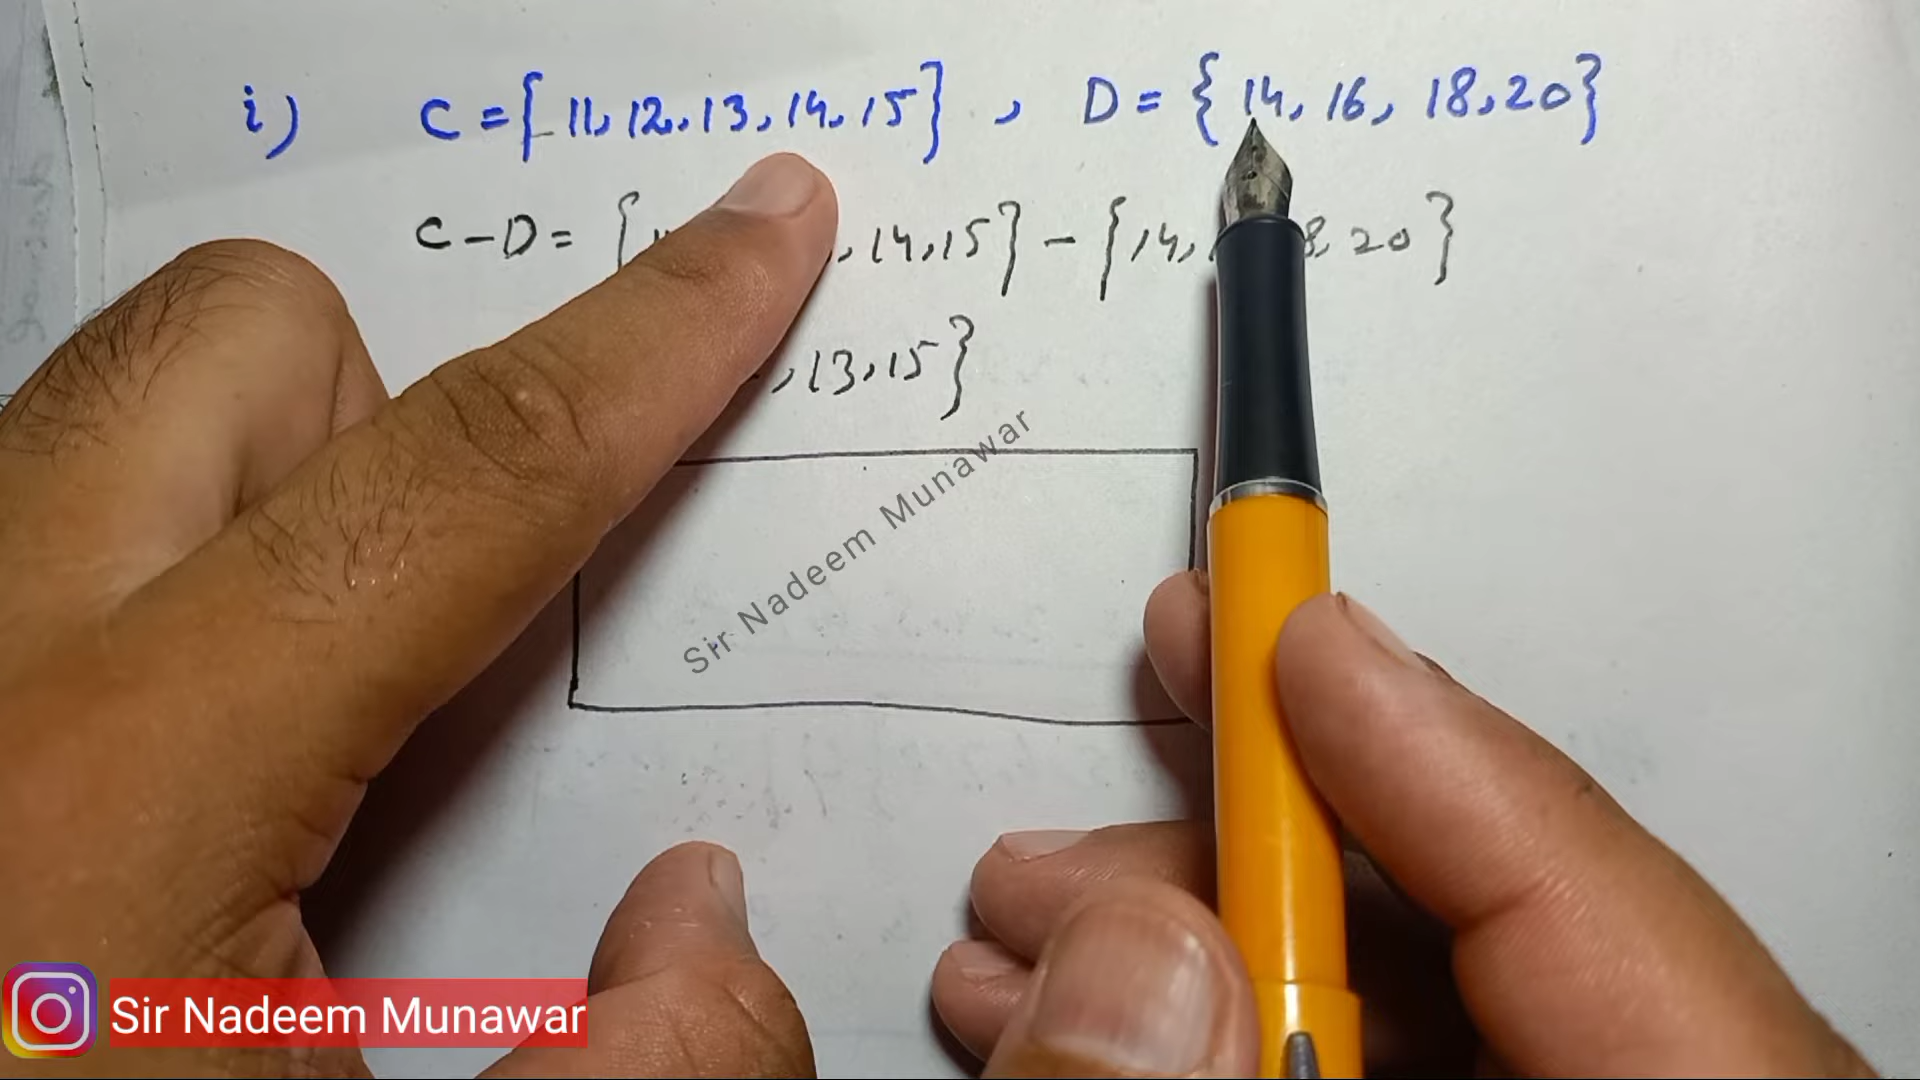 i) C = { 11, 12, 13, 14, 15 } , D = { 14, 16, 18, 20 }
C - D = { , 14, 15 } - { 14, 8, 20 }
, 13, 15 }
Sir Nadeem Munawar
Sir Nadeem Munawar